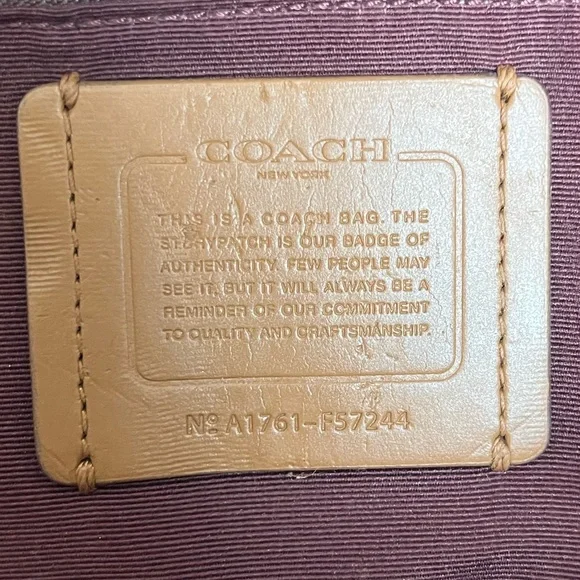 COACH
NEW YORK
THIS IS A COACH BAG. THE
STORYPATCH IS OUR BADGE OF
AUTHENTICITY. FEW PEOPLE MAY
SEE IT, BUT IT WILL ALWAYS BE A
REMINDER OF OUR COMMITMENT
TO QUALITY AND CRAFTSMANSHIP.
Nº A1761-F57244